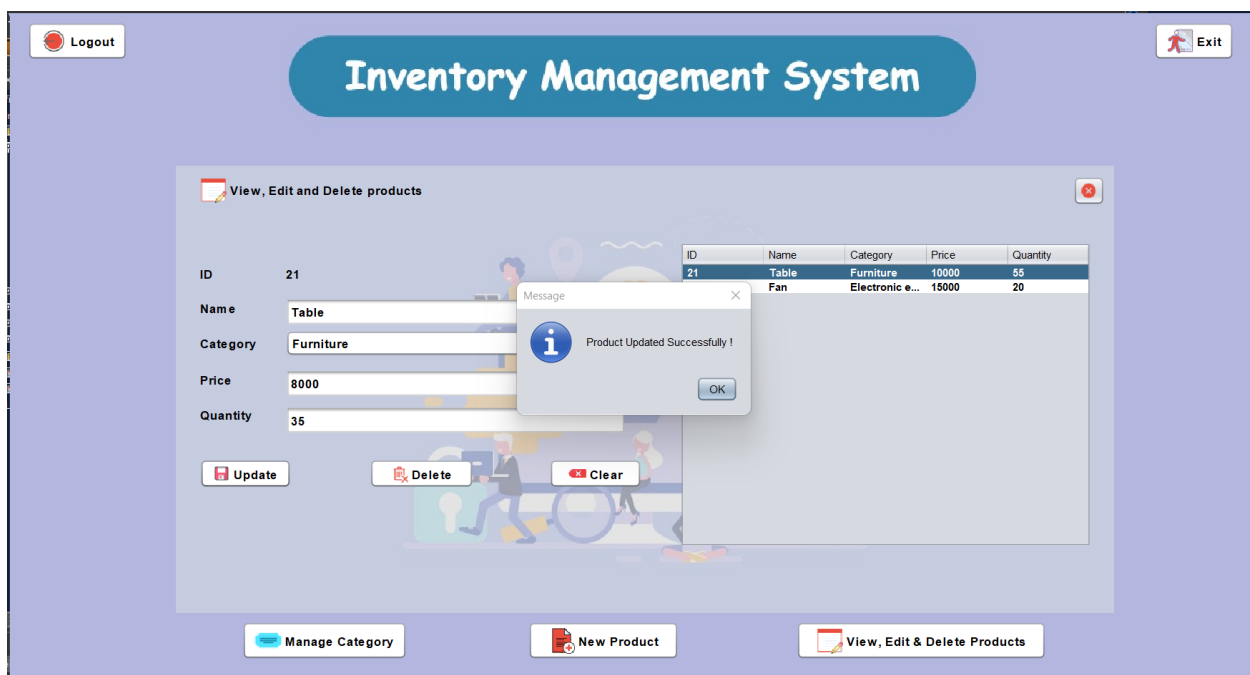 Logout
Exit
Inventory Management System
View, Edit and Delete products
ID 21
Name Table
Category Furniture
Price 8000
Quantity 35
Update Delete Clear
ID Name Category Price Quantity
21 Table Furniture 10000 55
Fan Electronic e... 15000 20
Message
Product Updated Successfully !
OK
Manage Category
New Product
View, Edit & Delete Products